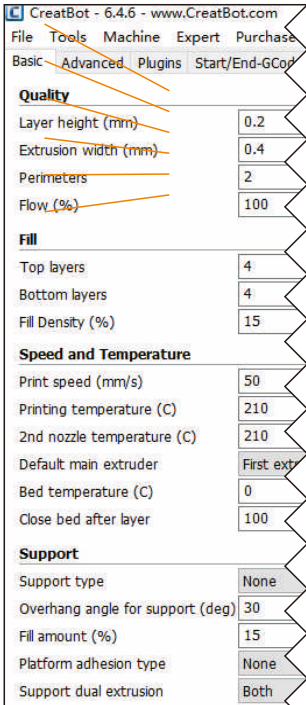 CreatBot - 6.4.6 - www.CreatBot.com
File Tools Machine Expert Purchase
Basic Advanced Plugins Start/End-GCod
Quality
Layer height (mm) 0.2
Extrusion width (mm) 0.4
Perimeters 2
Flow (%) 100
Fill
Top layers 4
Bottom layers 4
Fill Density (%) 15
Speed and Temperature
Print speed (mm/s) 50
Printing temperature (C) 210
2nd nozzle temperature (C) 210
Default main extruder First extr
Bed temperature (C) 0
Close bed after layer 100
Support
Support type None
Overhang angle for support (deg) 30
Fill amount (%) 15
Platform adhesion type None
Support dual extrusion Both